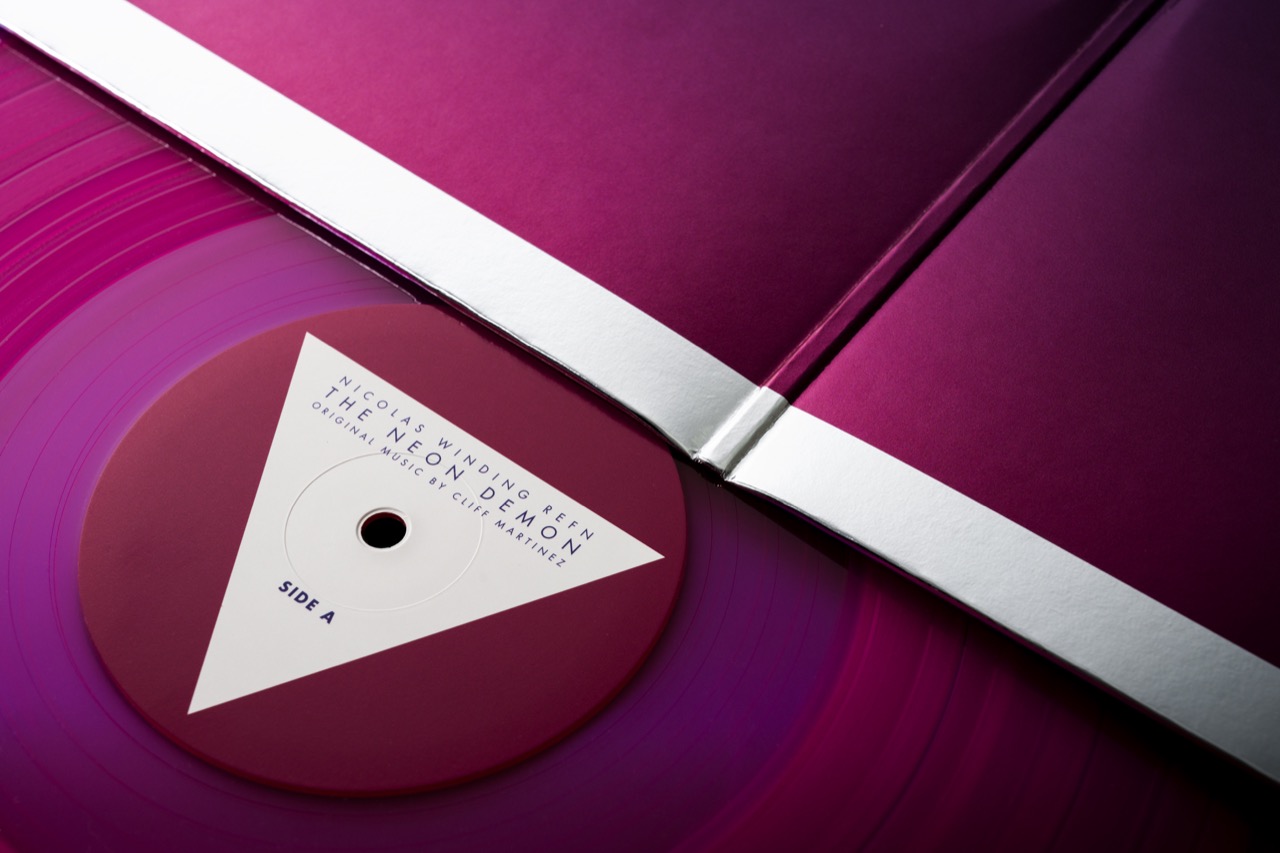 NICOLAS WINDING REFN
THE NEON DEMON
ORIGINAL MUSIC BY CLIFF MARTINEZ
SIDE A